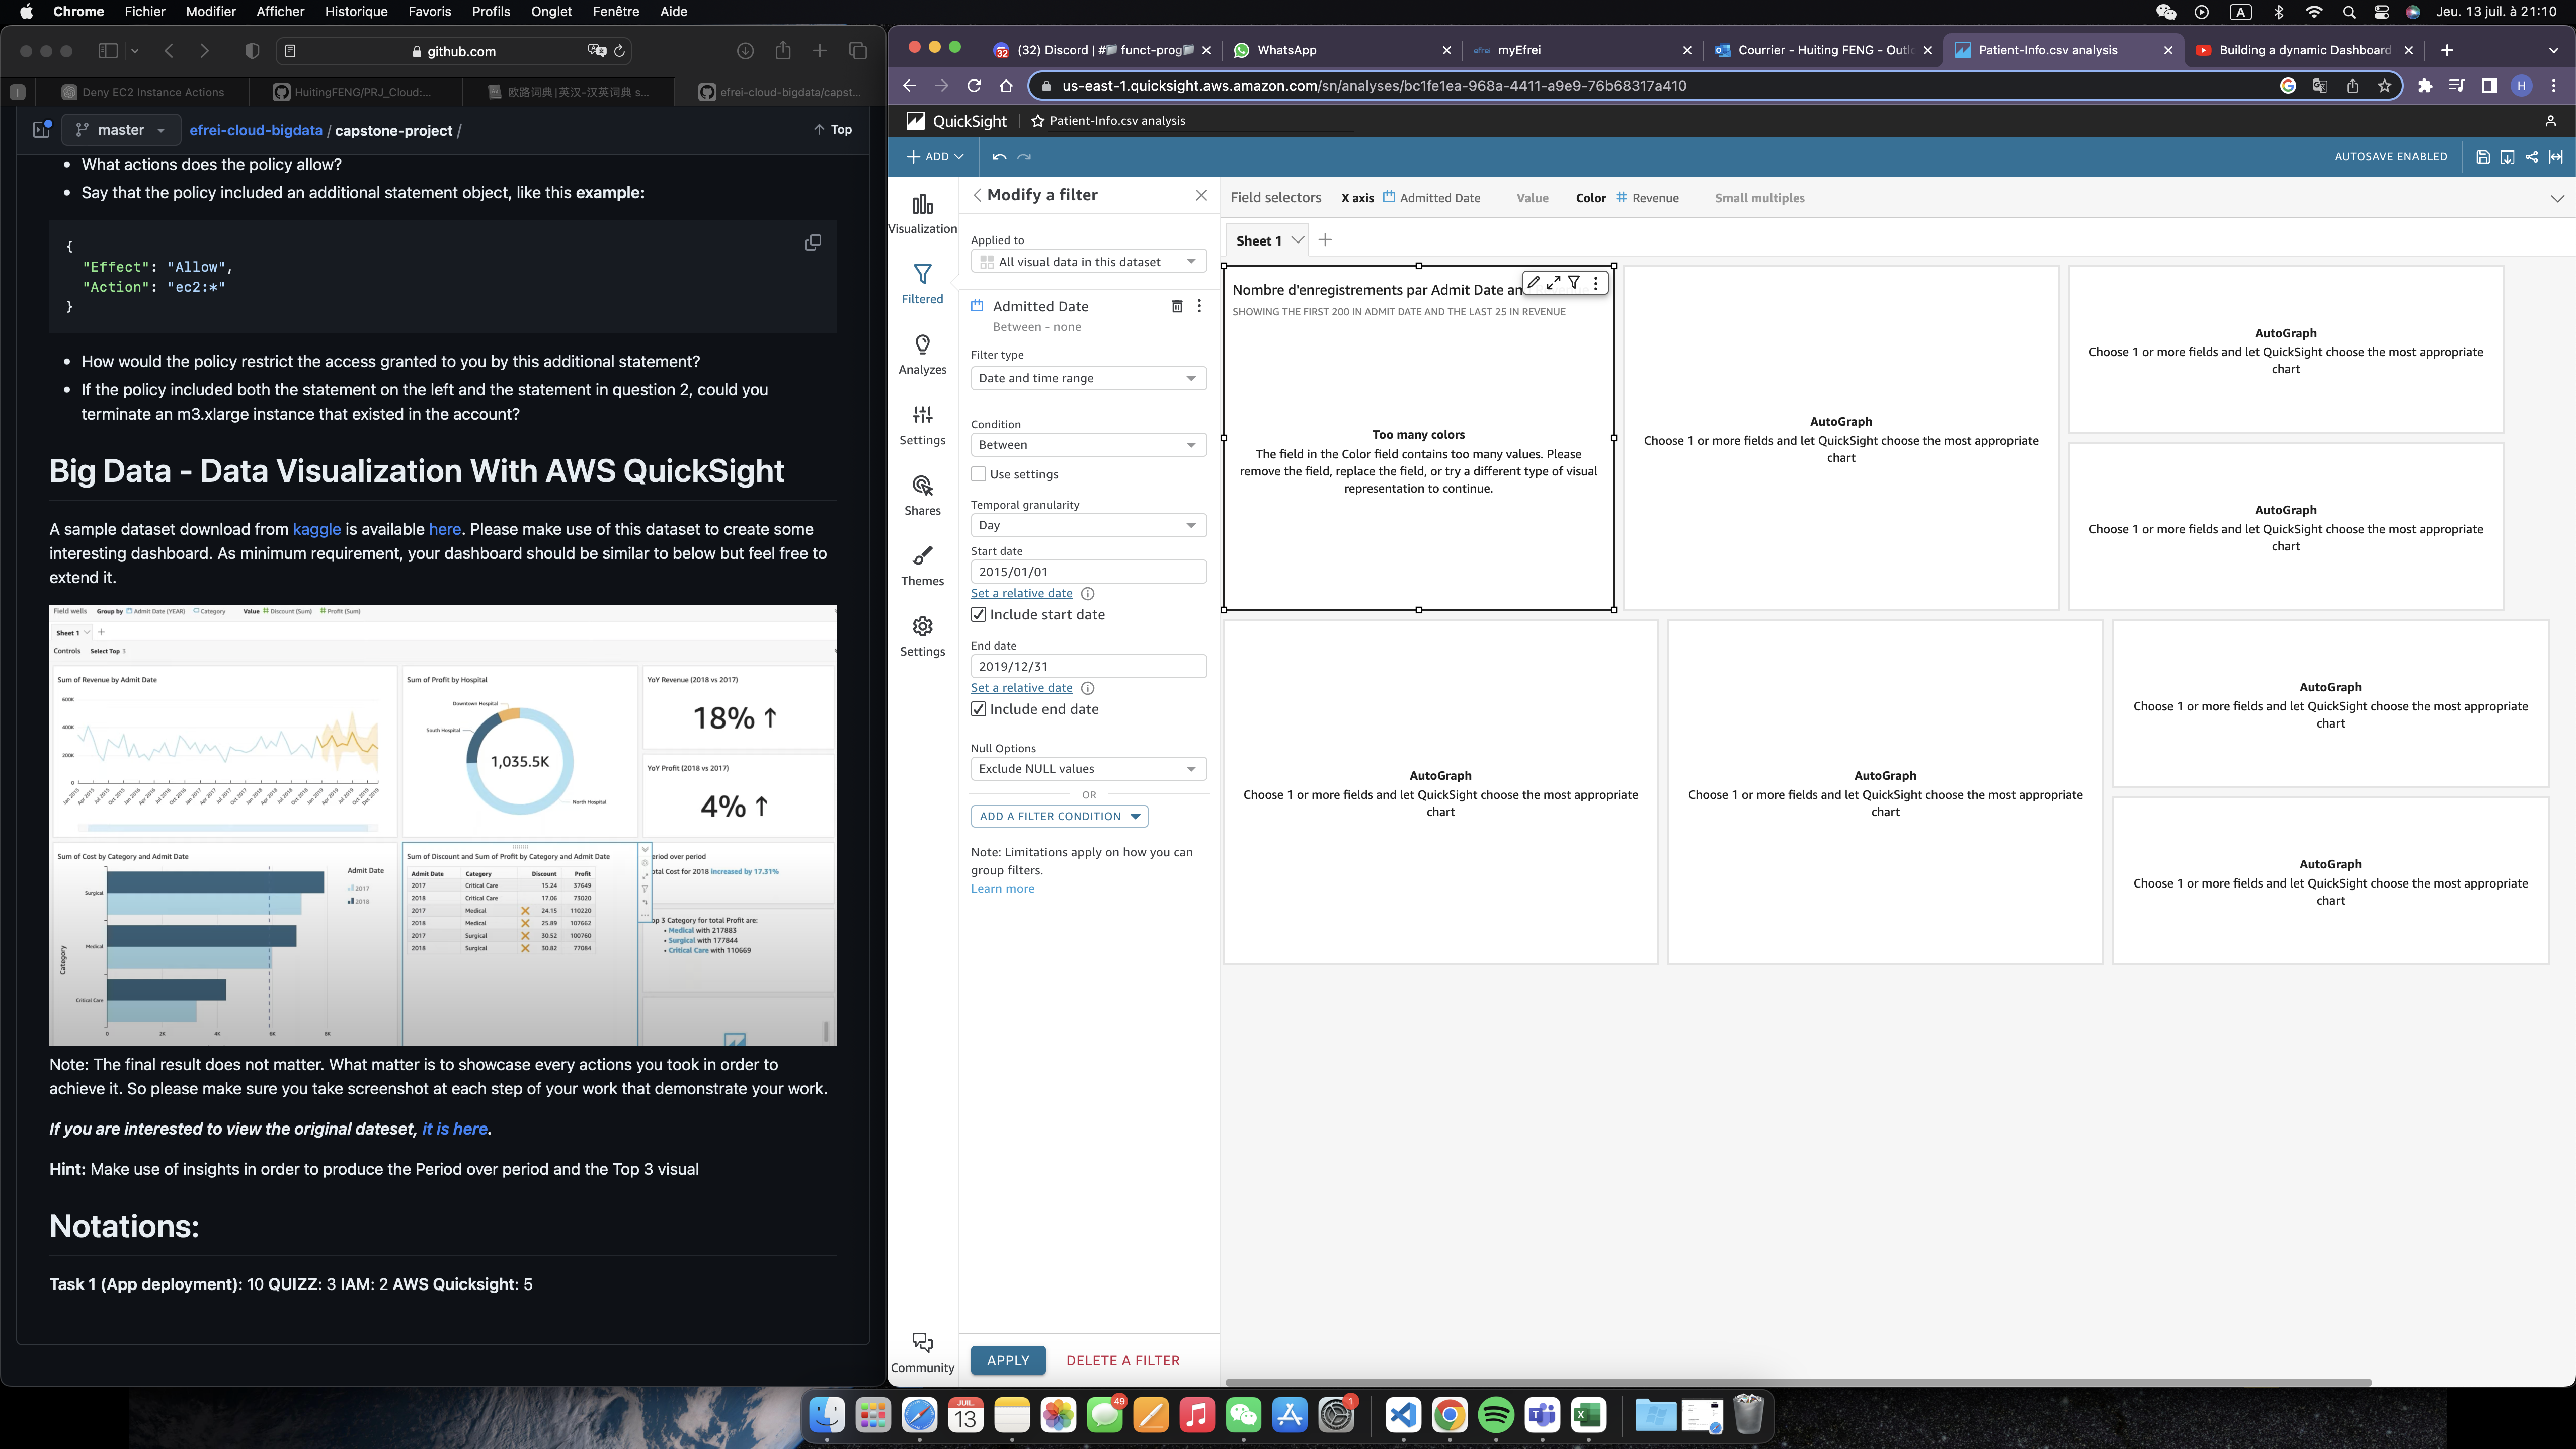 Chrome Fichier Modifier Afficher Historique Favoris Profils Onglet Fenêtre Aide
A
Jeu. 13 juil. à 21:10
github.com
Deny EC2 Instance Actions
HuitingFENG/PRJ_Cloud:...
欧路词典|英汉-汉英词典 s...
efrei-cloud-bigdata/capst...
master
efrei-cloud-bigdata / capstone-project /
Top
What actions does the policy allow?
Say that the policy included an additional statement object, like this example:
{
"Effect": "Allow",
"Action": "ec2:*"
}
How would the policy restrict the access granted to you by this additional statement?
If the policy included both the statement on the left and the statement in question 2, could you
terminate an m3.xlarge instance that existed in the account?
Big Data - Data Visualization With AWS QuickSight
A sample dataset download from kaggle is available here. Please make use of this dataset to create some
interesting dashboard. As minimum requirement, your dashboard should be similar to below but feel free to
extend it.
Field wells Group by Admit Date (YEAR) Category Value Discount (Sum) Profit (Sum)
Sheet 1
Controls Select Top 3
Sum of Revenue by Admit Date
600K
400K
200K
0
Sum of Profit by Hospital
Downtown Hospital
South Hospital
1,035.5K
North Hospital
YoY Revenue (2018 vs 2017)
18% ↑
YoY Profit (2018 vs 2017)
4% ↑
Sum of Cost by Category and Admit Date
Admit Date
2017
2018
Category
Surgical
Medical
Critical Care
0 2K 4K 6K 8K
Sum of Discount and Sum of Profit by Category and Admit Date
Admit Date Category Discount Profit
2017 Critical Care 15.24 37649
2018 Critical Care 17.06 73020
2017 Medical 24.15 110220
2018 Medical 25.89 107662
2017 Surgical 30.52 100760
2018 Surgical 30.82 77084
eriod over period
otal Cost for 2018 increased by 17.31%
op 3 Category for total Profit are:
Medical with 217883
Surgical with 177844
Critical Care with 110669
Note: The final result does not matter. What matter is to showcase every actions you took in order to
achieve it. So please make sure you take screenshot at each step of your work that demonstrate your work.
If you are interested to view the original dateset, it is here.
Hint: Make use of insights in order to produce the Period over period and the Top 3 visual
Notations:
Task 1 (App deployment): 10 QUIZZ: 3 IAM: 2 AWS Quicksight: 5
32
(32) Discord | # funct-prog
WhatsApp
efrei
myEfrei
Courrier - Huiting FENG - Outl
Patient-Info.csv analysis
Building a dynamic Dashboard
us-east-1.quicksight.aws.amazon.com/sn/analyses/bc1fe1ea-968a-4411-a9e9-76b68317a410
H
QuickSight
Patient-Info.csv analysis
ADD
AUTOSAVE ENABLED
Visualization
Filtered
Analyzes
Settings
Shares
Themes
Settings
Community
Modify a filter
Applied to
All visual data in this dataset
Admitted Date
Between - none
Filter type
Date and time range
Condition
Between
Use settings
Temporal granularity
Day
Start date
2015/01/01
Set a relative date
Include start date
End date
2019/12/31
Set a relative date
Include end date
Null Options
Exclude NULL values
OR
ADD A FILTER CONDITION
Note: Limitations apply on how you can
group filters.
Learn more
APPLY
DELETE A FILTER
Field selectors X axis Admitted Date Value Color Revenue Small multiples
Sheet 1
Nombre d'enregistrements par Admit Date an
SHOWING THE FIRST 200 IN ADMIT DATE AND THE LAST 25 IN REVENUE
Too many colors
The field in the Color field contains too many values. Please
remove the field, replace the field, or try a different type of visual
representation to continue.
AutoGraph
Choose 1 or more fields and let QuickSight choose the most appropriate
chart
AutoGraph
Choose 1 or more fields and let QuickSight choose the most appropriate
chart
AutoGraph
Choose 1 or more fields and let QuickSight choose the most appropriate
chart
AutoGraph
Choose 1 or more fields and let QuickSight choose the most appropriate
chart
AutoGraph
Choose 1 or more fields and let QuickSight choose the most appropriate
chart
AutoGraph
Choose 1 or more fields and let QuickSight choose the most appropriate
chart
AutoGraph
Choose 1 or more fields and let QuickSight choose the most appropriate
chart
JUIL.
13
49
1